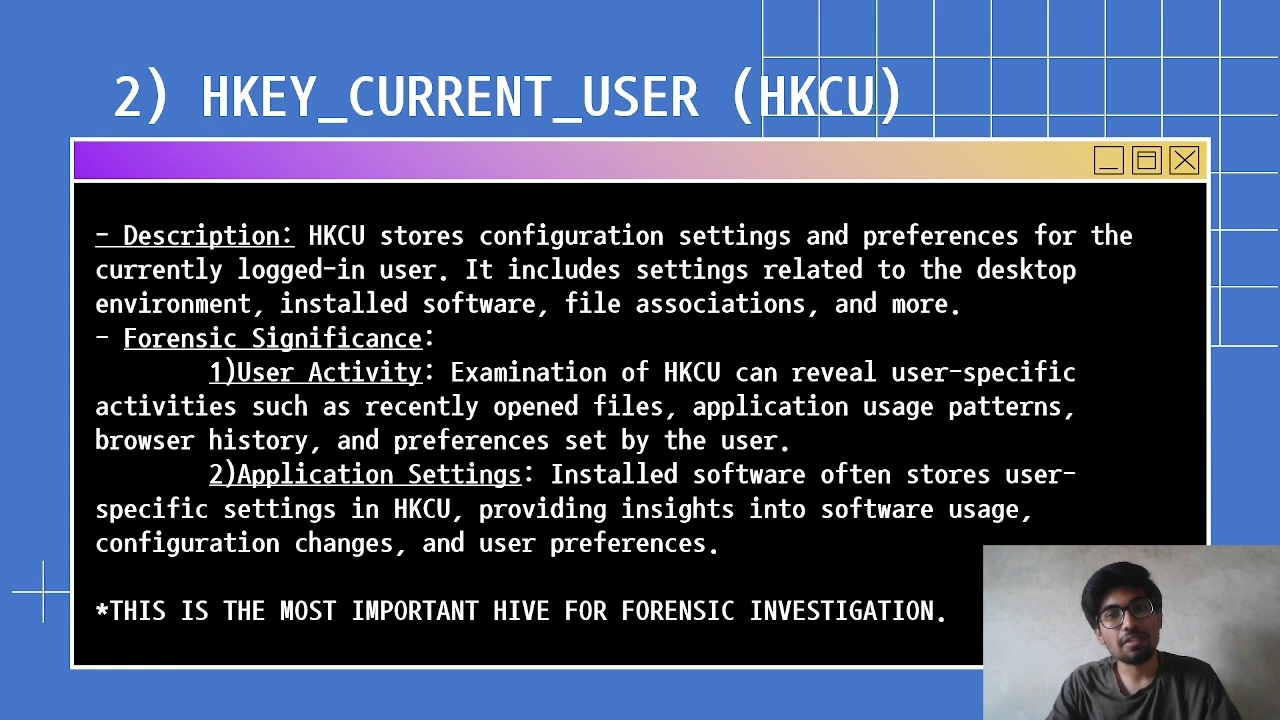 2) HKEY_CURRENT_USER (HKCU)
- Description: HKCU stores configuration settings and preferences for the
currently logged-in user. It includes settings related to the desktop
environment, installed software, file associations, and more.
- Forensic Significance:
1)User Activity: Examination of HKCU can reveal user-specific
activities such as recently opened files, application usage patterns,
browser history, and preferences set by the user.
2)Application Settings: Installed software often stores user-
specific settings in HKCU, providing insights into software usage,
configuration changes, and user preferences.
*THIS IS THE MOST IMPORTANT HIVE FOR FORENSIC INVESTIGATION.